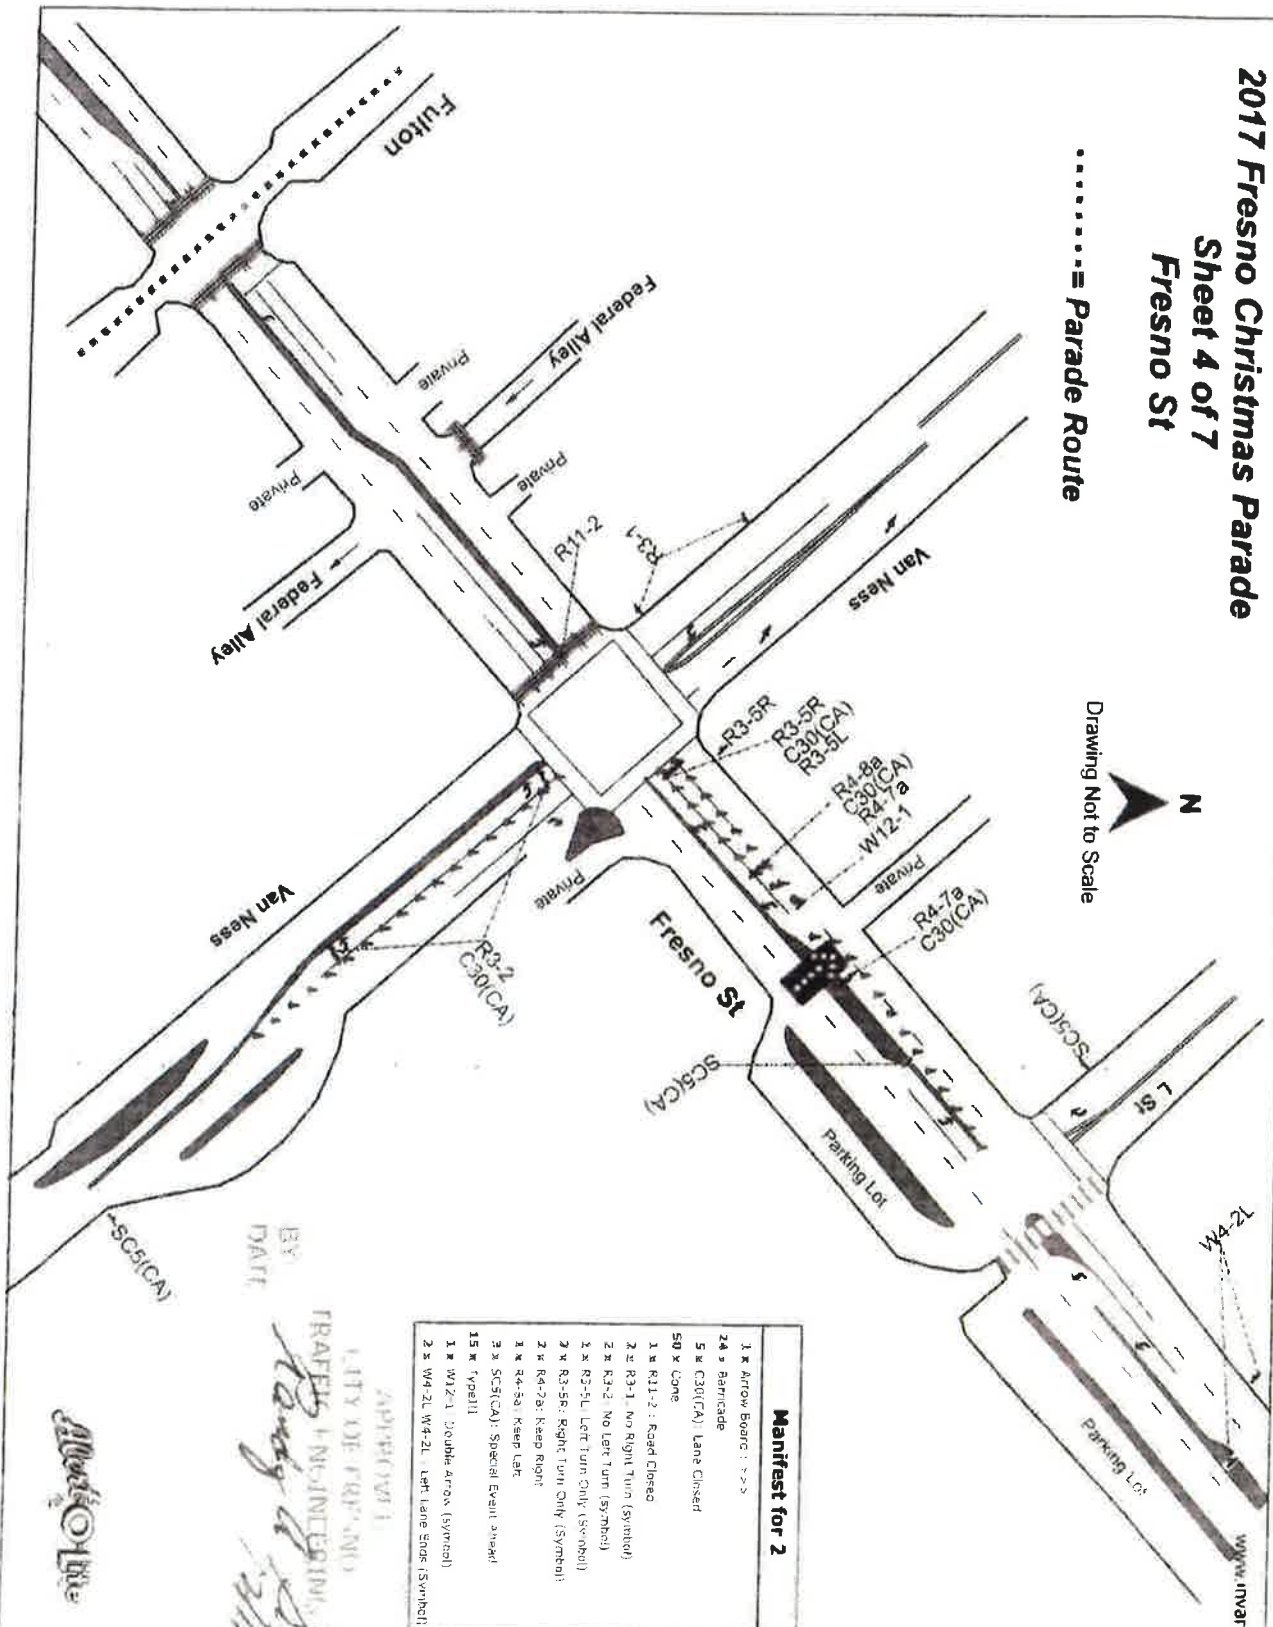 2017 Fresno Christmas Parade
Sheet 4 of 7
Fresno St
= Parade Route
N
Drawing Not to Scale
Fulton
Federal Alley
Private
Private
Private
Federal Alley
R11-2
R3-1
Van Ness
R3-5R
R3-5R
C30(CA)
R3-5L
R4-8a
C30(CA)
R4-7a
W12-1
Private
R4-7a
C30(CA)
SC5(CA)
L St
W4-2L
Private
Fresno St
SC5(CA)
Parking Lot
Parking Lot
Van Ness
R3-2
C30(CA)
SC5(CA)
Manifest for 2
1 x Arrow Board : >>>
24 x Barricade
5 x C30(CA): Lane Closed
50 x Cone
1 x R11-2 : Road Closed
2 x R3-1: No Right Turn (symbol)
2 x R3-2: No Left Turn (symbol)
1 x R3-5L: Left Turn Only (Symbol)
2 x R3-5R: Right Turn Only (Symbol)
2 x R4-7a: Keep Right
1 x R4-8a: Keep Left
3 x SC5(CA): Special Event Ahead
15 x TypeIII
1 x W12-1: Double Arrow (symbol)
2 x W4-2L W4-2L : Left Lane Ends (Symbol)
BY
DATE
CITY OF FRESNO
TRAFFIC ENGINEERING
Alert O Lite